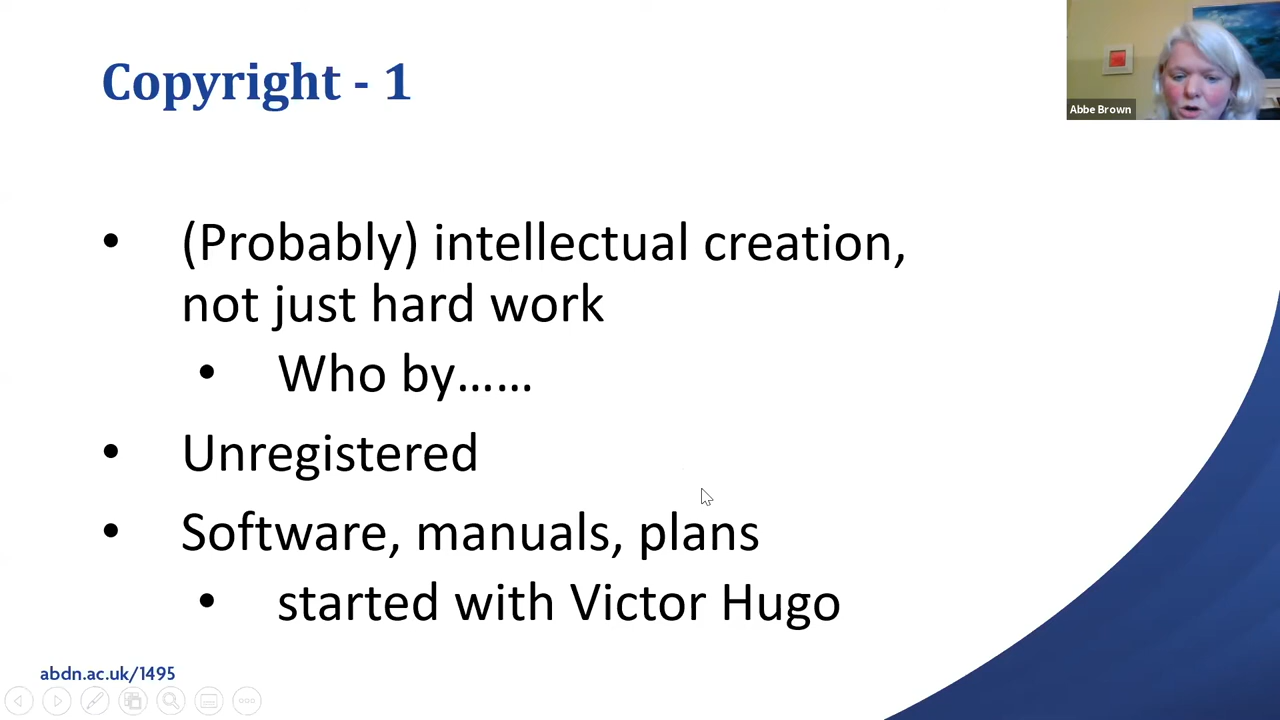 Copyright - 1
Abbe Brown
• (Probably) intellectual creation,
not just hard work
• Who by……
• Unregistered
• Software, manuals, plans
• started with Victor Hugo
abdn.ac.uk/1495